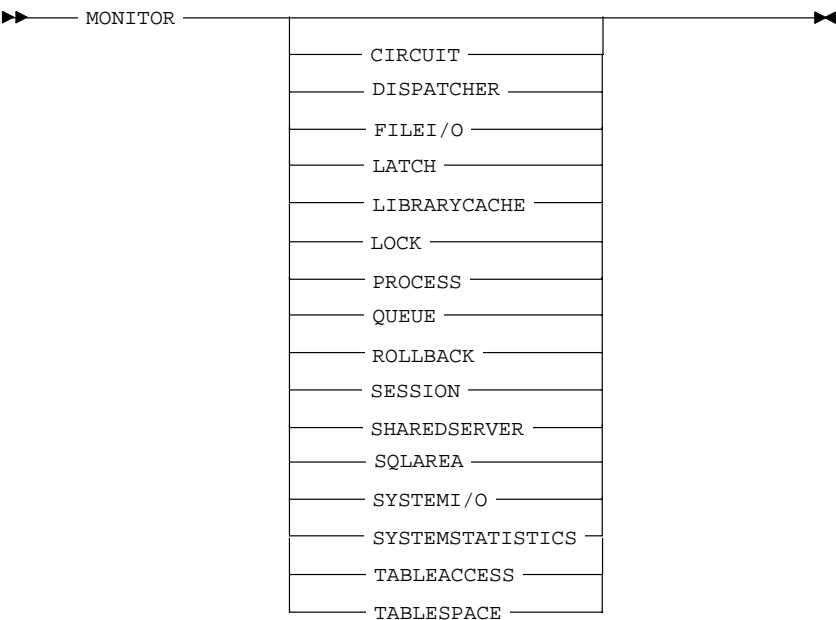 MONITOR
CIRCUIT
DISPATCHER
FILEI/O
LATCH
LIBRARYCACHE
LOCK
PROCESS
QUEUE
ROLLBACK
SESSION
SHAREDSERVER
SQLAREA
SYSTEMI/O
SYSTEMSTATISTICS
TABLEACCESS
TABLESPACE